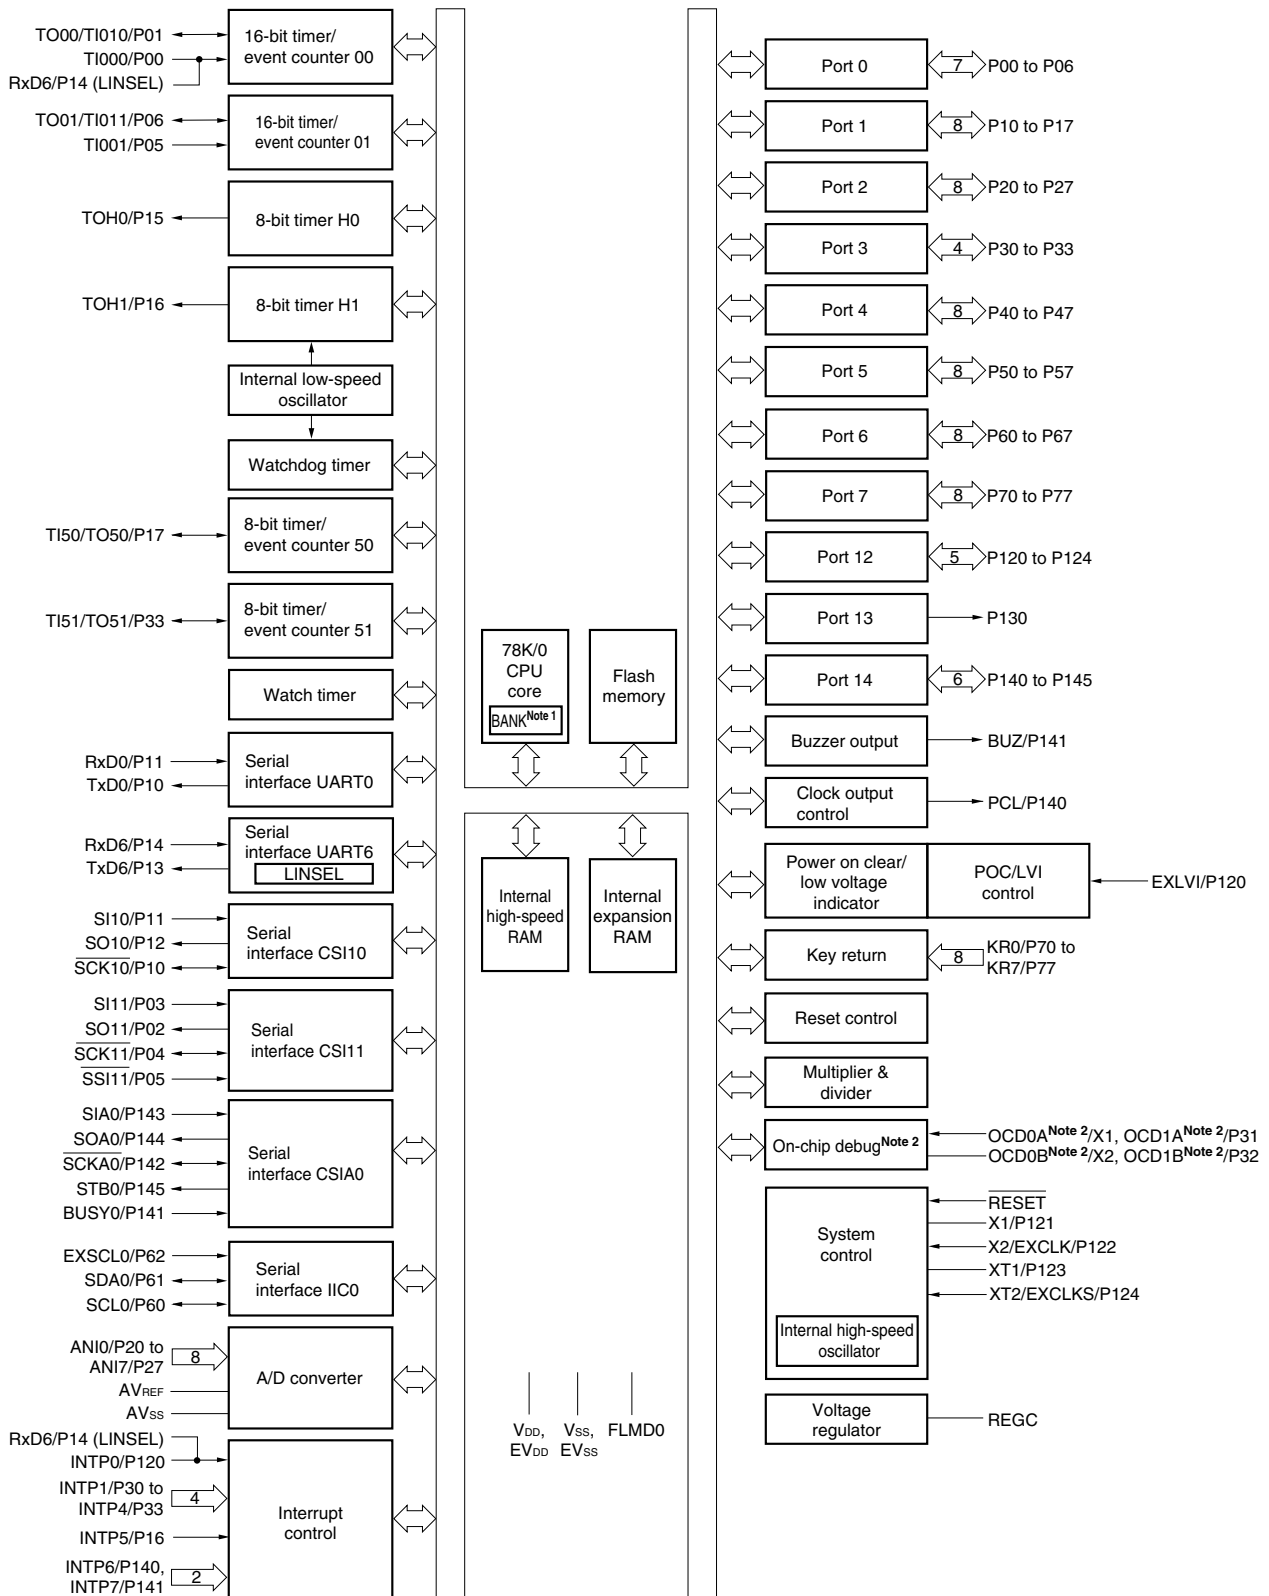 TO00/TI010/P01
TI000/P00
RxD6/P14 (LINSEL)
16-bit timer/
event counter 00
TO01/TI011/P06
TI001/P05
16-bit timer/
event counter 01
TOH0/P15
8-bit timer H0
TOH1/P16
8-bit timer H1
Internal low-speed
oscillator
Watchdog timer
TI50/TO50/P17
8-bit timer/
event counter 50
TI51/TO51/P33
8-bit timer/
event counter 51
Watch timer
RxD0/P11
TxD0/P10
Serial
interface UART0
RxD6/P14
TxD6/P13
Serial
interface UART6
LINSEL
SI10/P11
SO10/P12
SCK10/P10
Serial
interface CSI10
SI11/P03
SO11/P02
SCK11/P04
SSI11/P05
Serial
interface CSI11
SIA0/P143
SOA0/P144
SCKA0/P142
STB0/P145
BUSY0/P141
Serial
interface CSIA0
EXSCL0/P62
SDA0/P61
SCL0/P60
Serial
interface IIC0
ANI0/P20 to
ANI7/P27
8
AVREF
AVSS
A/D converter
RxD6/P14 (LINSEL)
INTP0/P120
INTP1/P30 to
INTP4/P33
4
INTP5/P16
INTP6/P140,
INTP7/P141
2
Interrupt
control
78K/0
CPU
core
BANKNote 1
Flash
memory
Internal
high-speed
RAM
Internal
expansion
RAM
VDD,
EVDD
VSS,
EVSS
FLMD0
Port 0
7
P00 to P06
Port 1
8
P10 to P17
Port 2
8
P20 to P27
Port 3
4
P30 to P33
Port 4
8
P40 to P47
Port 5
8
P50 to P57
Port 6
8
P60 to P67
Port 7
8
P70 to P77
Port 12
5
P120 to P124
Port 13
P130
Port 14
6
P140 to P145
Buzzer output
BUZ/P141
Clock output
control
PCL/P140
Power on clear/
low voltage
indicator
POC/LVI
control
EXLVI/P120
Key return
8
KR0/P70 to
KR7/P77
Reset control
Multiplier &
divider
On-chip debugNote 2
OCD0ANote 2/X1, OCD1ANote 2/P31
OCD0BNote 2/X2, OCD1BNote 2/P32
System
control
RESET
X1/P121
X2/EXCLK/P122
XT1/P123
XT2/EXCLKS/P124
Internal high-speed
oscillator
Voltage
regulator
REGC